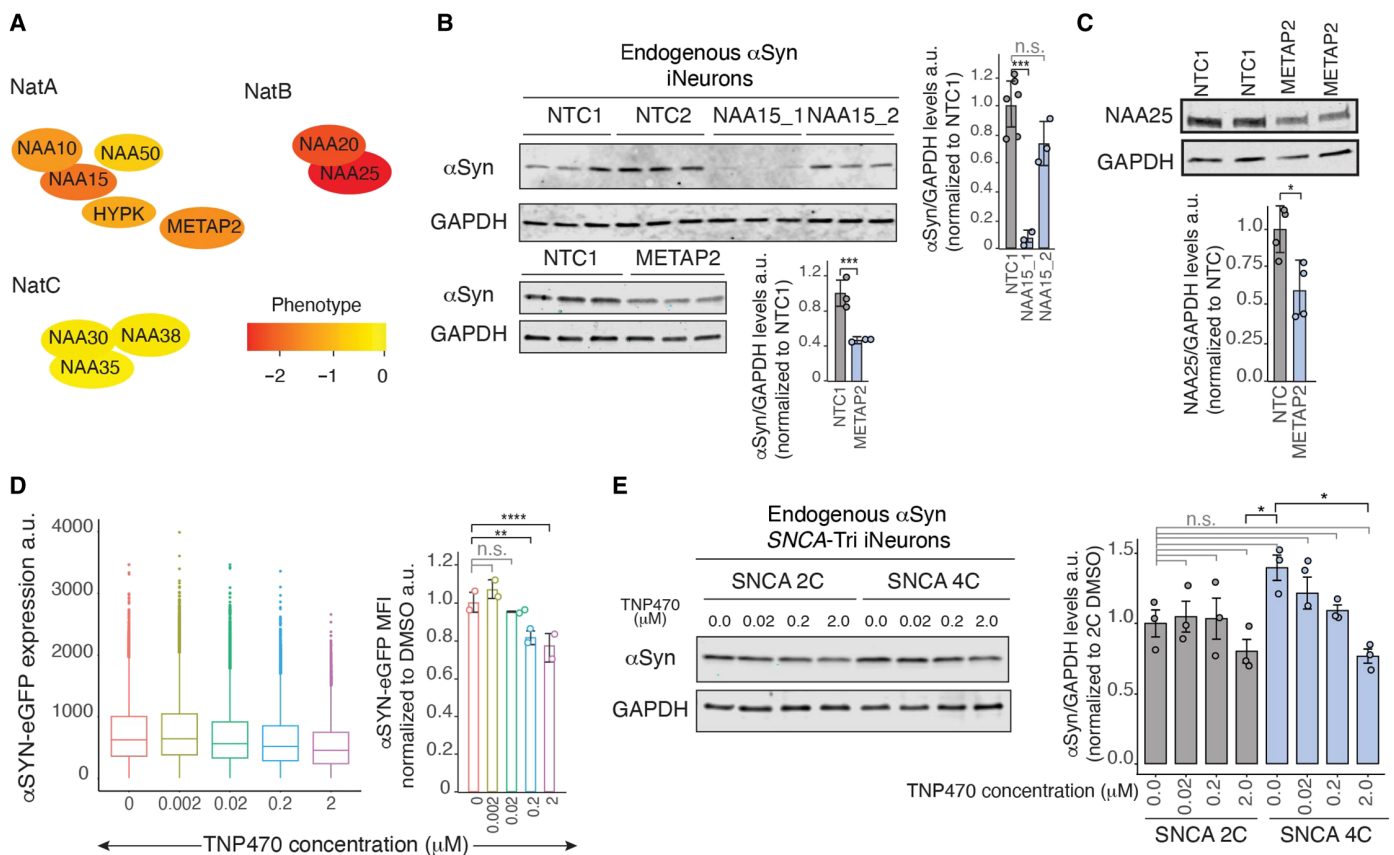 A
NatA
NatB
NAA10
NAA50
NAA15
HYPK
METAP2
NAA20
NAA25
NatC
NAA30
NAA38
NAA35
Phenotype
−2
−1
0
B
Endogenous αSyn
iNeurons
NTC1
NTC2
NAA15_1
NAA15_2
αSyn
GAPDH
NTC1
METAP2
αSyn
GAPDH
αSyn/GAPDH levels a.u.
(normalized to NTC1)
1.2
0.8
0.4
0
***
NTC1
METAP2
αSyn/GAPDH levels a.u.
(normalized to NTC1)
1.2
1.0
0.8
0.6
0.4
0.2
0
n.s.
***
NTC1
NAA15_1
NAA15_2
C
NTC1
NTC1
METAP2
METAP2
NAA25
GAPDH
NAA25/GAPDH levels a.u.
(normalized to NTC)
1.0
0.75
0.5
0.25
0.0
*
NTC
METAP2
D
αSYN-eGFP expression a.u.
4000
3000
2000
1000
0
0
0.002
0.02
0.2
2
αSYN-eGFP MFI
normalized to DMSO a.u.
1.2
1.0
0.8
0.6
0.4
0.2
0
****
**
n.s.
0
0.002
0.02
0.2
2
TNP470 concentration (μM)
E
Endogenous αSyn
SNCA-Tri iNeurons
SNCA 2C
SNCA 4C
TNP470
(μM)
0.0
0.02
0.2
2.0
0.0
0.02
0.2
2.0
αSyn
GAPDH
αSyn/GAPDH levels a.u.
(normalized to 2C DMSO)
1.5
1.0
0.5
0.0
n.s.
*
*
TNP470 concentration (μM)
0.0
0.02
0.2
2.0
0.0
0.02
0.2
2.0
SNCA 2C
SNCA 4C